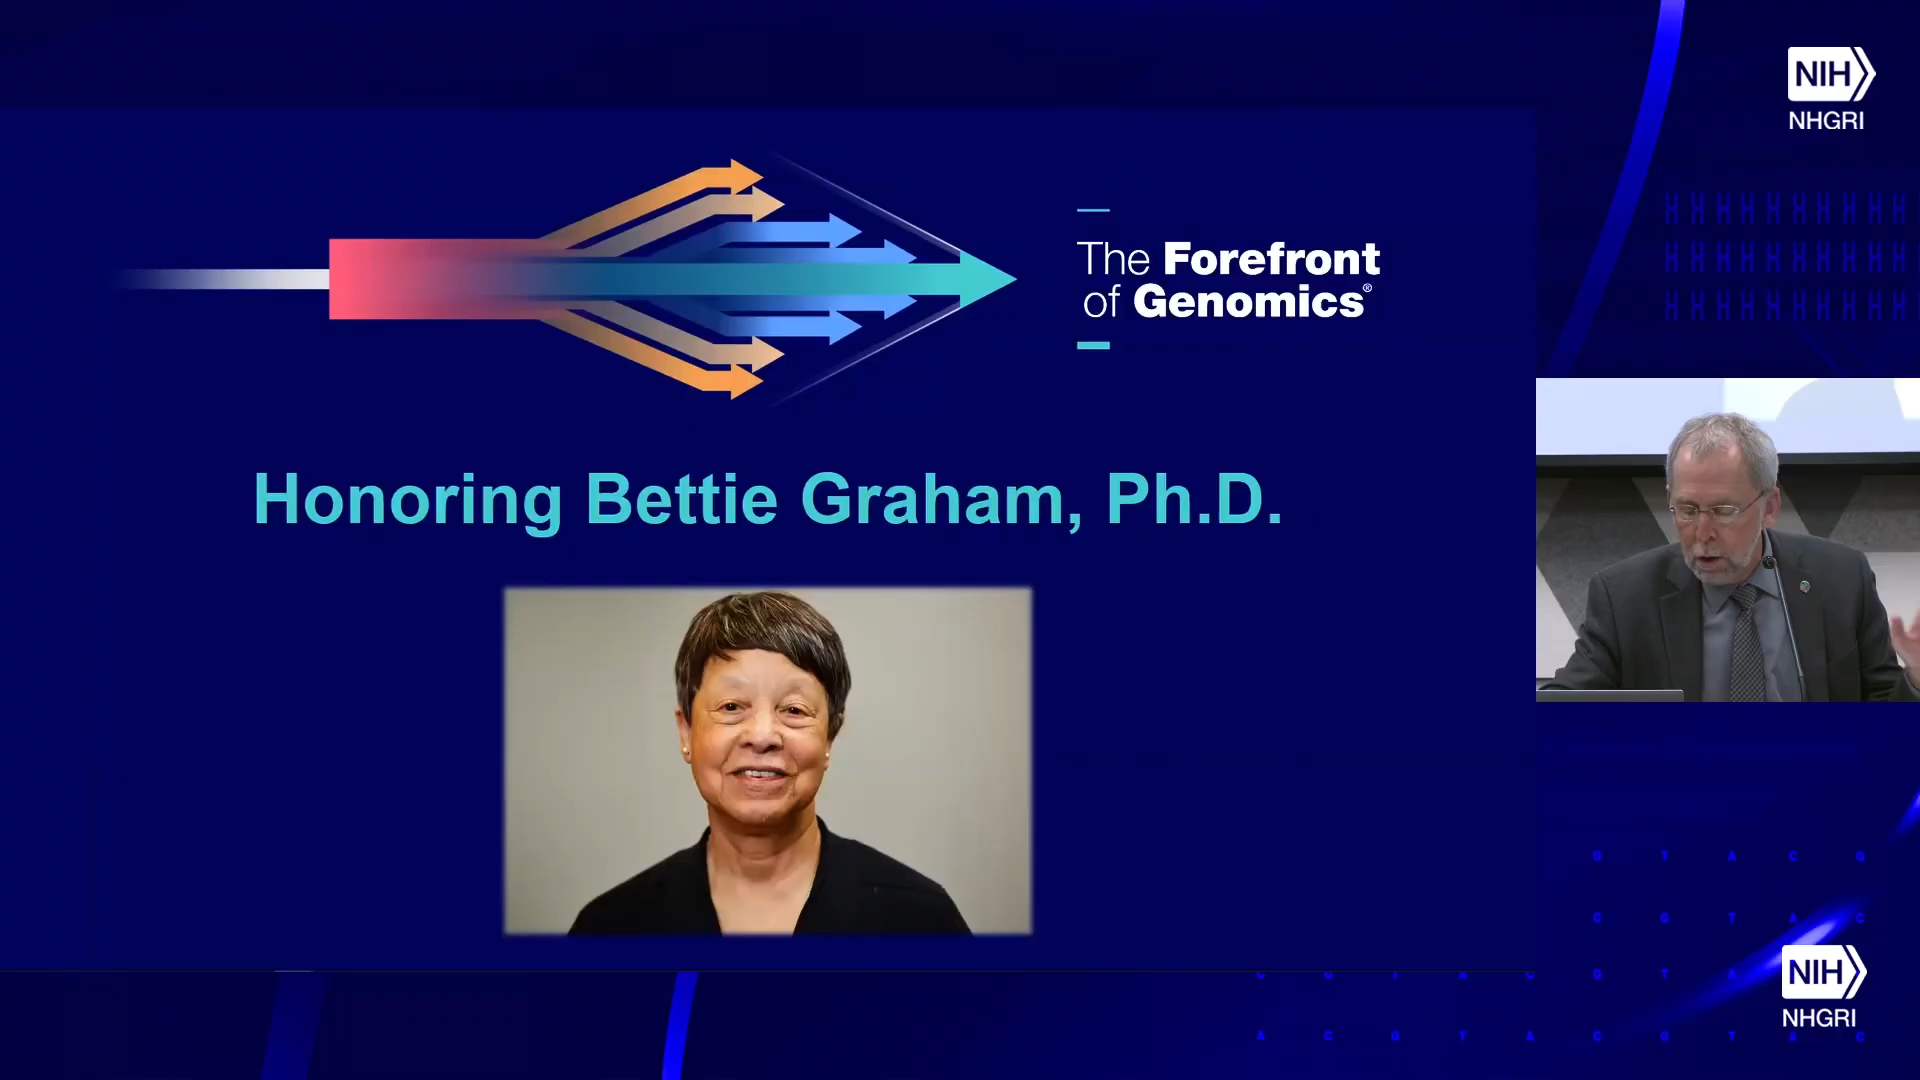 NIH
NHGRI
The Forefront
of Genomics®
Honoring Bettie Graham, Ph.D.
G T A C G
C G T A C
C G T A C G T A
NIH
NHGRI
A C G T A C G T A C